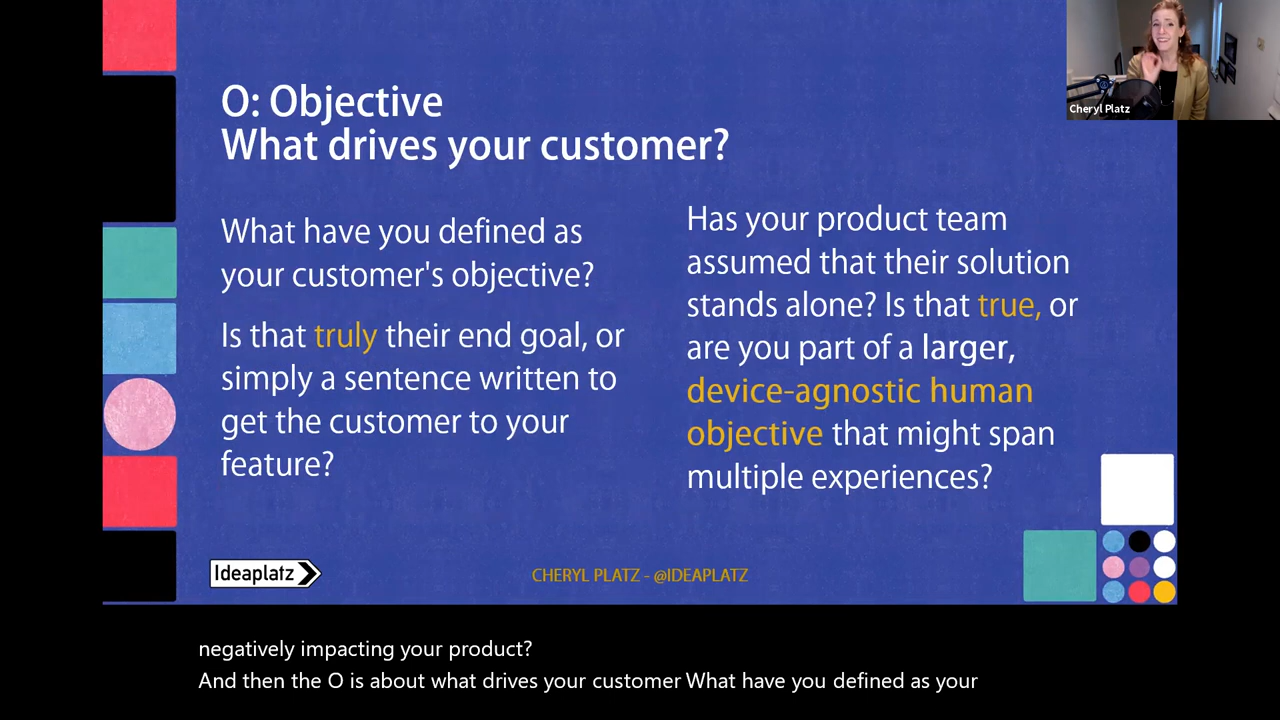 O: Objective
What drives your customer?
What have you defined as
your customer's objective?
Is that truly their end goal, or
simply a sentence written to
get the customer to your
feature?
Has your product team
assumed that their solution
stands alone? Is that true, or
are you part of a larger,
device-agnostic human
objective that might span
multiple experiences?
Ideaplatz
CHERYL PLATZ - @IDEAPLATZ
Cheryl Platz
negatively impacting your product?
And then the O is about what drives your customer What have you defined as your